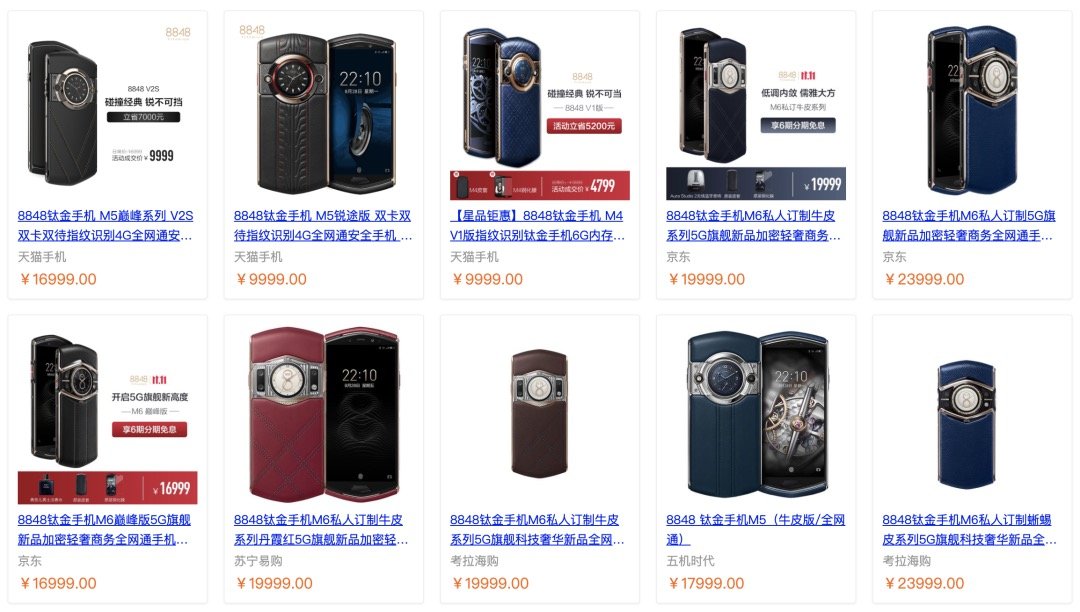 8848
8848 V2S
碰撞经典 锐不可挡
立省7000元
活动成交价￥9999
8848钛金手机 M5巅峰系列 V2S
双卡双待指纹识别4G全网通安…
天猫手机
￥16999.00
8848
22:10
8848钛金手机 M5锐途版 双卡双
待指纹识别4G全网通安全手机 …
天猫手机
￥9999.00
8848
碰撞经典 锐不可当
8848 V1版
活动立省5200元
M4皮套
M4钢化膜
活动成交价￥4799
【星品钜惠】8848钛金手机 M4
V1版指纹识别钛金手机6G内存…
天猫手机
￥9999.00
8848 11.11
低调内敛 儒雅大方
M6私订牛皮系列
享6期分期免息
￥19999
8848钛金手机M6私人订制牛皮
系列5G旗舰新品加密轻奢商务…
京东
￥19999.00
22
8848钛金手机M6私人订制5G旗
舰新品加密轻奢商务全网通手…
京东
￥23999.00
8848 11.11
开启5G旗舰新高度
M6 巅峰版
享6期分期免息
￥16999
8848钛金手机M6巅峰版5G旗舰
新品加密轻奢商务全网通手机…
京东
￥16999.00
22:10
8848钛金手机M6私人订制牛皮
系列丹霞红5G旗舰新品加密轻…
苏宁易购
￥19999.00
8848钛金手机M6私人订制牛皮
系列5G旗舰科技奢华新品全网…
考拉海购
￥19999.00
22:10
8848 钛金手机M5（牛皮版/全网
通）
五机时代
￥17999.00
8848钛金手机M6私人订制蜥蜴
皮系列5G旗舰科技奢华新品全…
考拉海购
￥23999.00